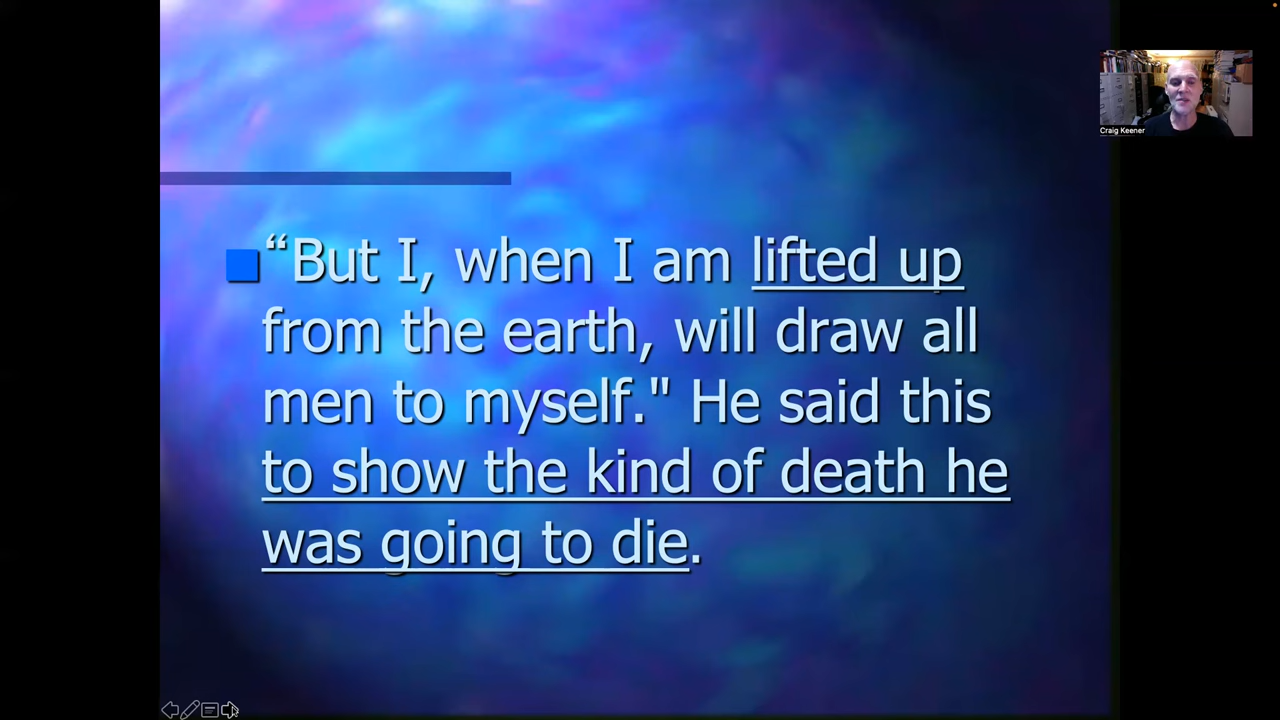 “But I, when I am lifted up
from the earth, will draw all
men to myself." He said this
to show the kind of death he
was going to die.
Craig Keener